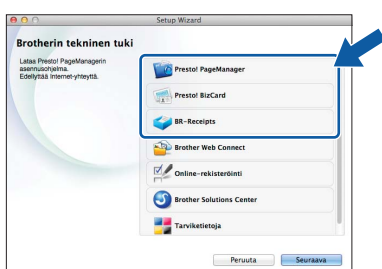 Setup Wizard
Brotherin tekninen tuki
Lataa Presto! PageManagerin
asennusohjelma.
Edellyttää Internet-yhteyttä.
Presto! PageManager
Presto! BizCard
BR-Receipts
Brother Web Connect
Online-rekisteröinti
Brother Solutions Center
Tarviketietoja
Peruuta
Seuraava